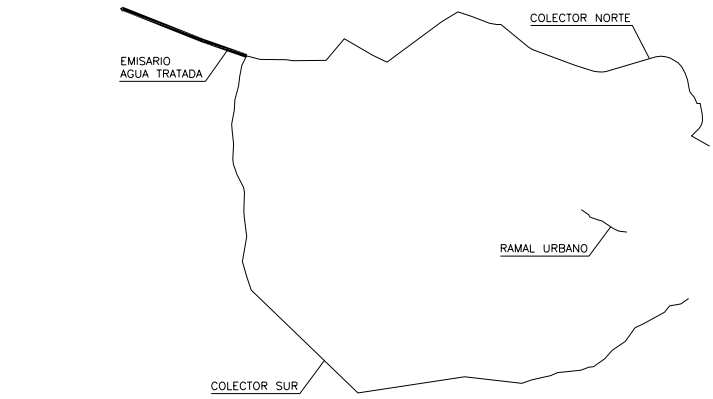 COLECTOR NORTE
EMISARIO
AGUA TRATADA
RAMAL URBANO
COLECTOR SUR